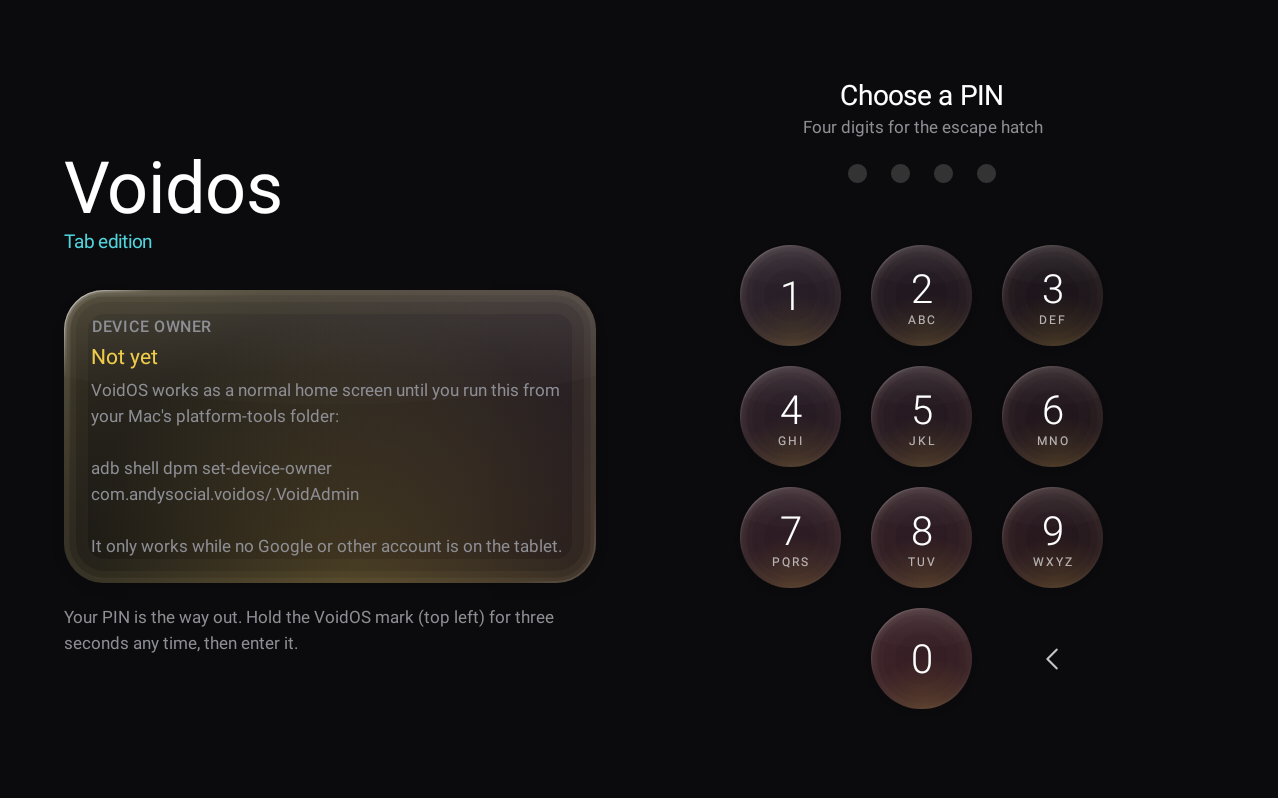 Voidos
Tab edition
DEVICE OWNER
Not yet
VoidOS works as a normal home screen until you run this from
your Mac's platform-tools folder:
adb shell dpm set-device-owner
com.andysocial.voidos/.VoidAdmin
It only works while no Google or other account is on the tablet.
Your PIN is the way out. Hold the VoidOS mark (top left) for three
seconds any time, then enter it.
Choose a PIN
Four digits for the escape hatch
1
2
ABC
3
DEF
4
GHI
5
JKL
6
MNO
7
PQRS
8
TUV
9
WXYZ
0